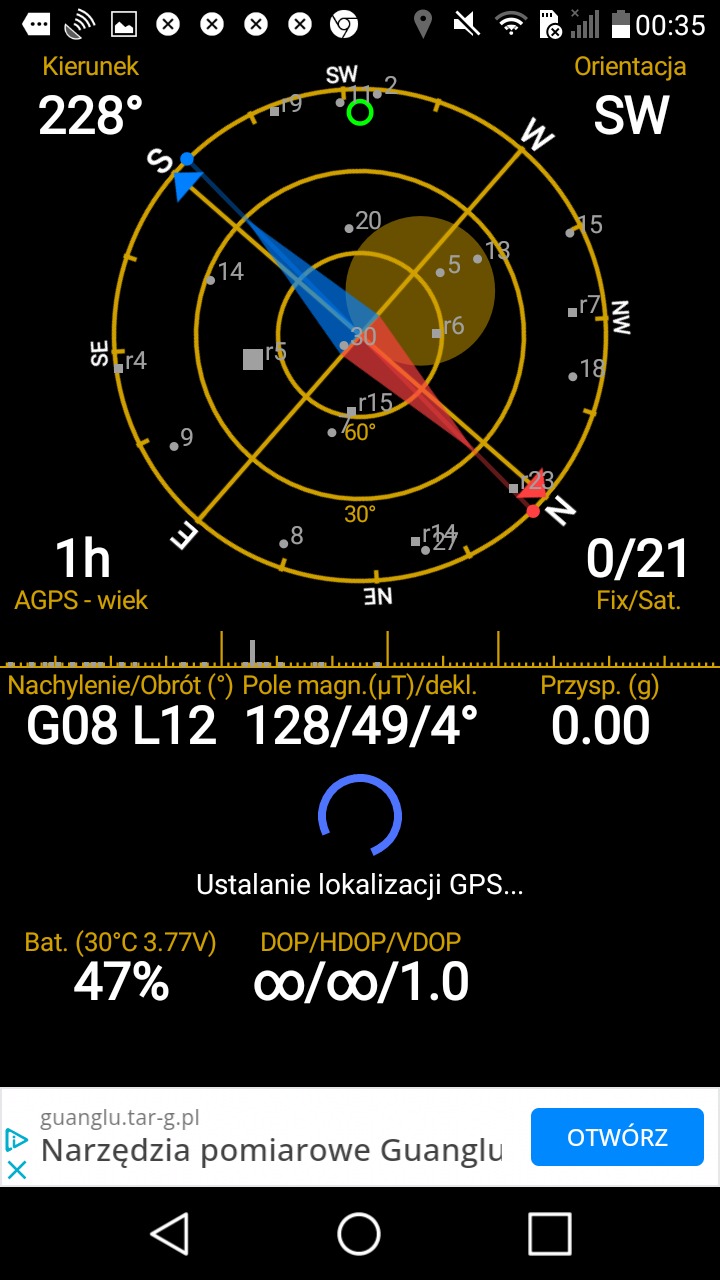 00:35
Kierunek
Orientacja
228°
SW
SW
11
2
r9
W
S
20
15
13
5
14
r7
NW
r6
30
SE
r4
r5
18
r15
7
60°
9
r23
30°
N
E
8
r14
27
1h
0/21
AGPS - wiek
NE
Fix/Sat.
Nachylenie/Obrót (°) Pole magn.(µT)/dekl. Przysp. (g)
G08 L12 128/49/4° 0.00
Ustalanie lokalizacji GPS...
Bat. (30°C 3.77V) DOP/HDOP/VDOP
47% ∞/∞/1.0
guanglu.tar-g.pl
Narzędzia pomiarowe Guanglu
OTWÓRZ